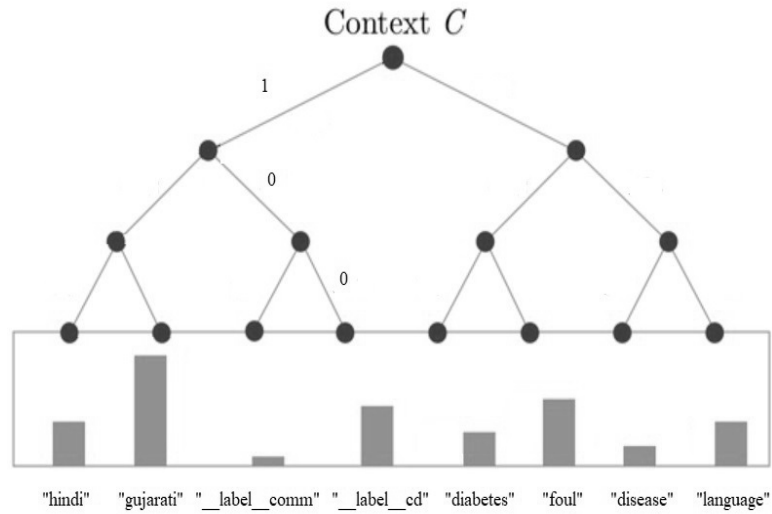 Context C
1
0
0
"hindi" "gujarati" "__label__comm" "__label__cd" "diabetes" "foul" "disease" "language"